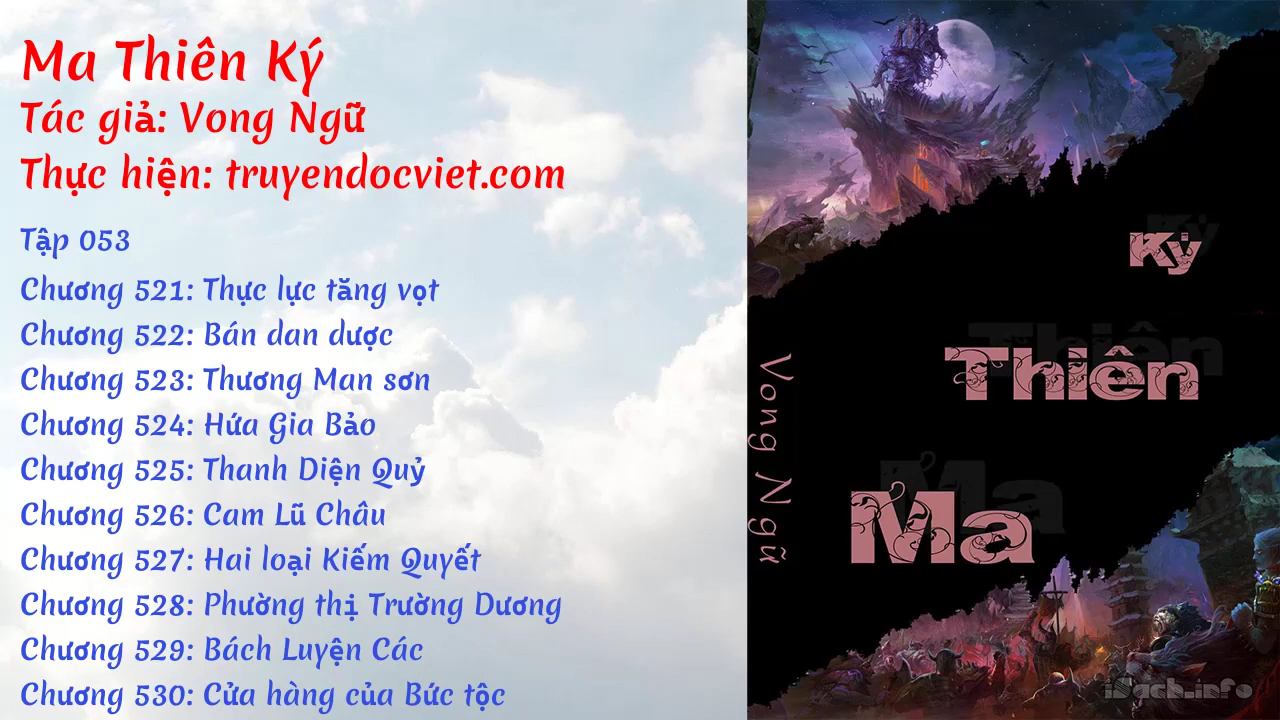 Ma Thiên Ký
Tác giả: Vong Ngữ
Thực hiện: truyendocviet.com
Tập 053
Chương 521: Thực lực tăng vọt
Chương 522: Bán dan dược
Chương 523: Thương Man sơn
Chương 524: Hứa Gia Bảo
Chương 525: Thanh Diện Quỷ
Chương 526: Cam Lũ Châu
Chương 527: Hai loại Kiếm Quyết
Chương 528: Phường thị Trường Dương
Chương 529: Bách Luyện Các
Chương 530: Cửa hàng của Bức tộc
Ký
Thiên
Ma
Vong Ngữ
iSach.info